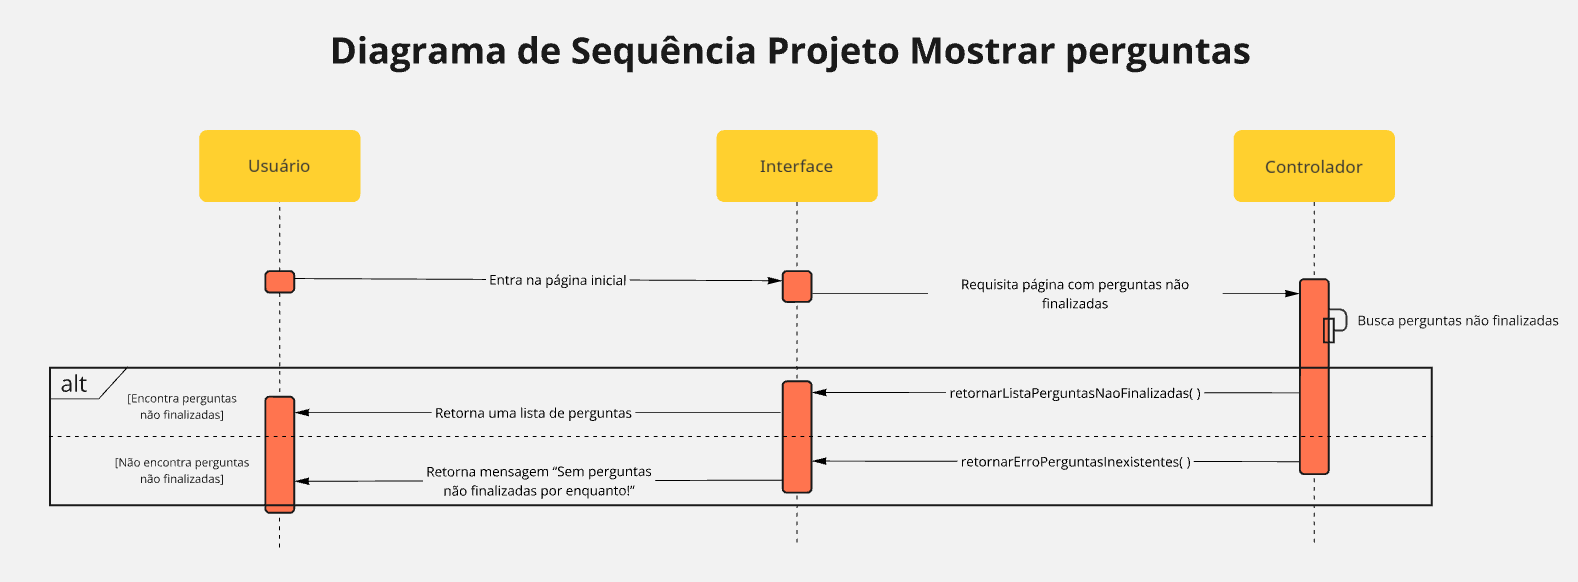 Diagrama de Sequência Projeto Mostrar perguntas
Usuário
Interface
Controlador
Entra na página inicial
Requisita página com perguntas não
finalizadas
Busca perguntas não finalizadas
alt
[Encontra perguntas
não finalizadas]
retornarListaPerguntasNaoFinalizadas( )
Retorna uma lista de perguntas
[Não encontra perguntas
não finalizadas]
retornarErroPerguntasInexistentes( )
Retorna mensagem “Sem perguntas
não finalizadas por enquanto!”